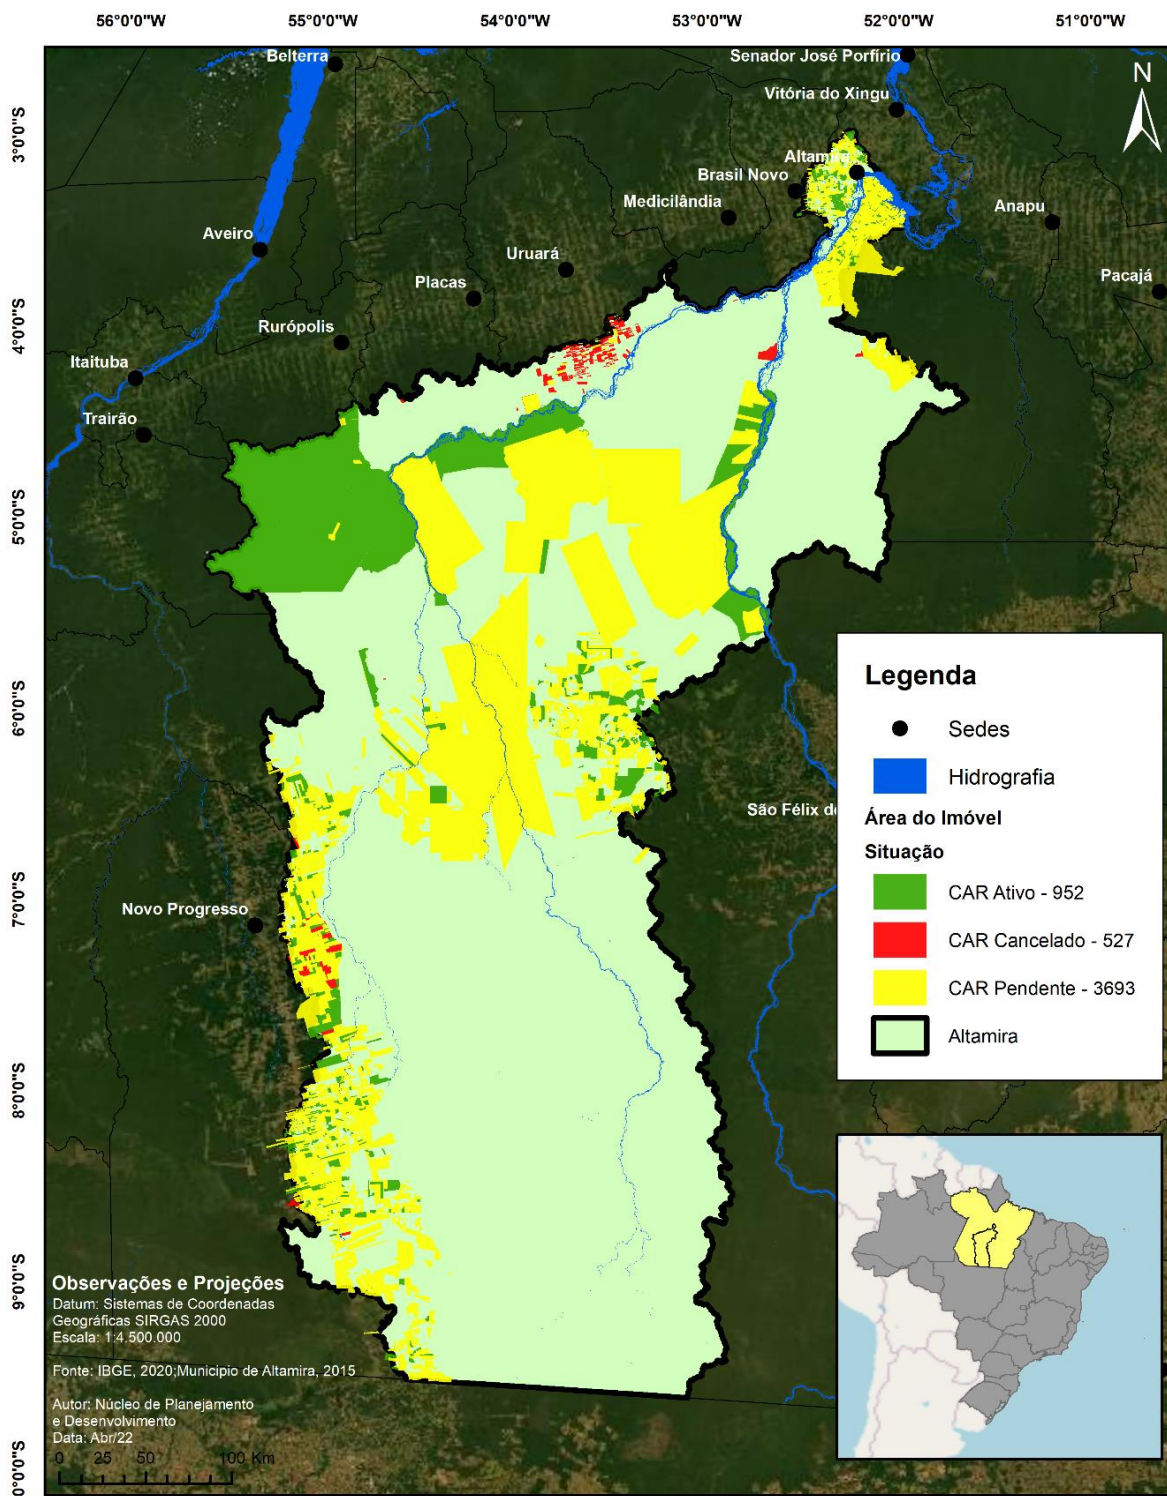 56°0'0"W 55°0'0"W 54°0'0"W 53°0'0"W 52°0'0"W 51°0'0"W
Belterra
Senador José Porfírio
N
Vitória do Xingu
3°0'0"S
Altamira
Brasil Novo
Medicilândia
Anapu
Aveiro
Uruará
Pacajá
Placas
4°0'0"S
Rurópolis
Itaituba
Trairão
5°0'0"S
Legenda
6°0'0"S
Sedes
Hidrografia
São Félix d
Área do Imóvel
Situação
CAR Ativo - 952
7°0'0"S
Novo Progresso
CAR Cancelado - 527
CAR Pendente - 3693
Altamira
8°0'0"S
9°0'0"S
Observações e Projeções
Datum: Sistemas de Coordenadas
Geográficas SIRGAS 2000
Escala: 1:4.500.000
Fonte: IBGE, 2020;Municipio de Altamira, 2015
Autor: Núcleo de Planejamento
e Desenvolvimento
Data: Abr/22
0 25 50 100 Km
0°0'0"S